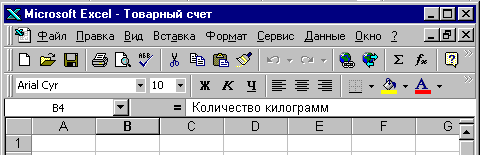 Microsoft Excel - Товарный счет
Файл Правка Вид Вставка Формат Сервис Данные Окно ?
Arial Cyr 10 Ж К Ч
B4 = Количество килограмм
A B C D E F G
1